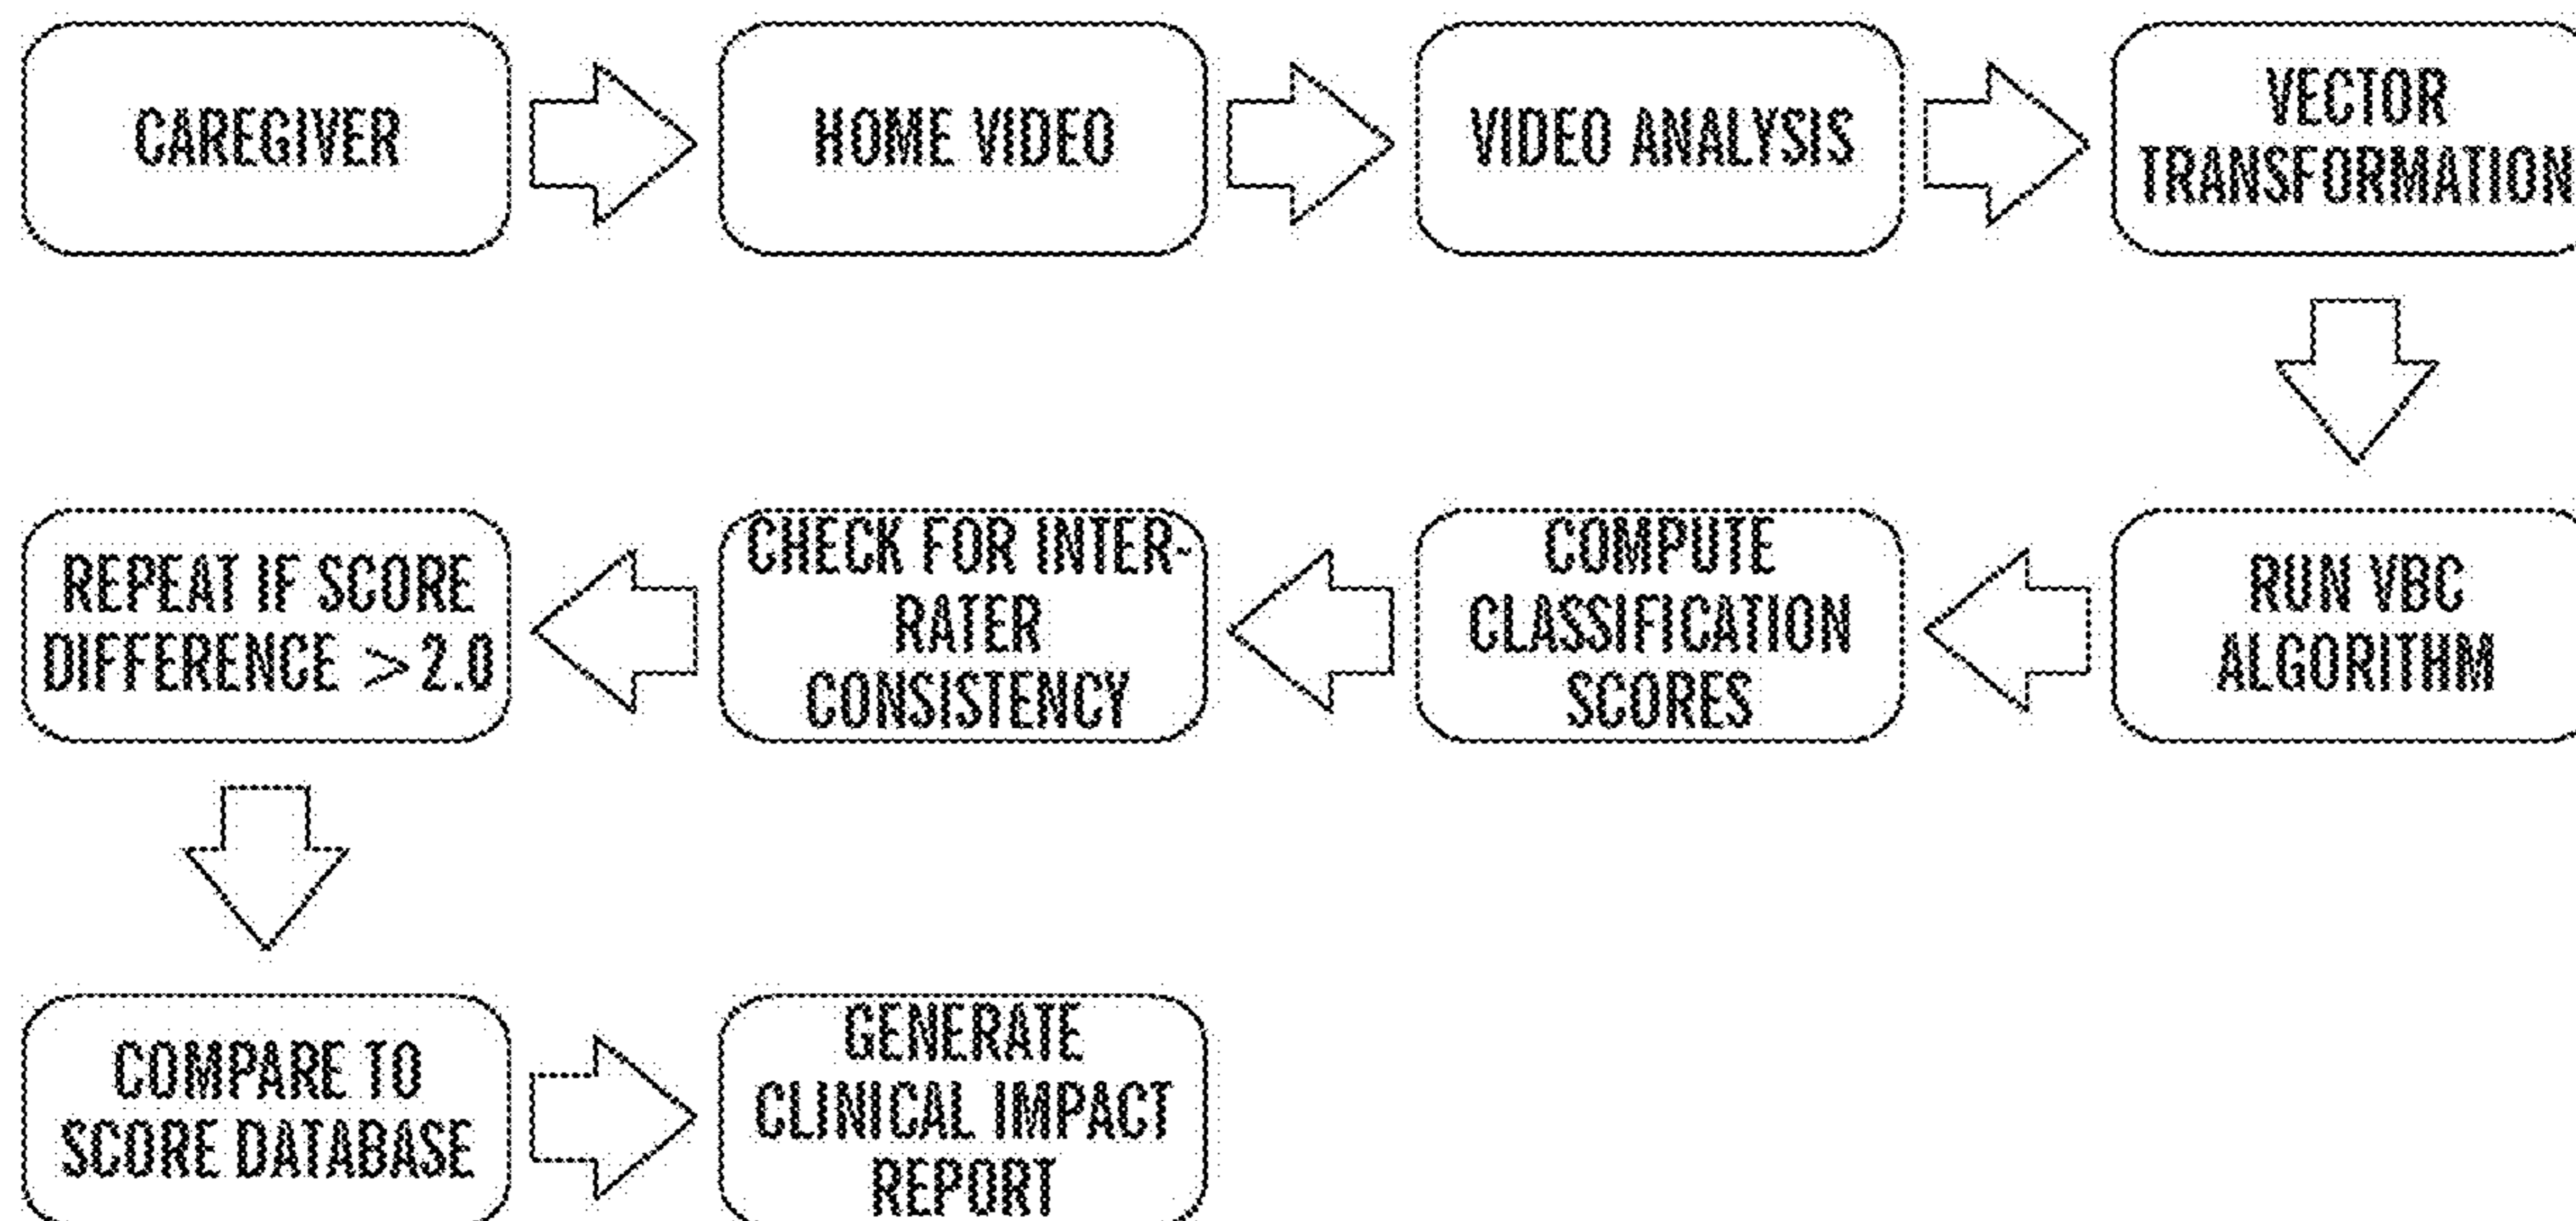 CAREGIVER
HOME VIDEO
VIDEO ANALYSIS
VECTOR
TRANSFORMATION
RUN VBC
ALGORITHM
COMPUTE
CLASSIFICATION
SCORES
CHECK FOR INTER-
RATER
CONSISTENCY
REPEAT IF SCORE
DIFFERENCE > 2.0
COMPARE TO
SCORE DATABASE
GENERATE
CLINICAL IMPACT
REPORT